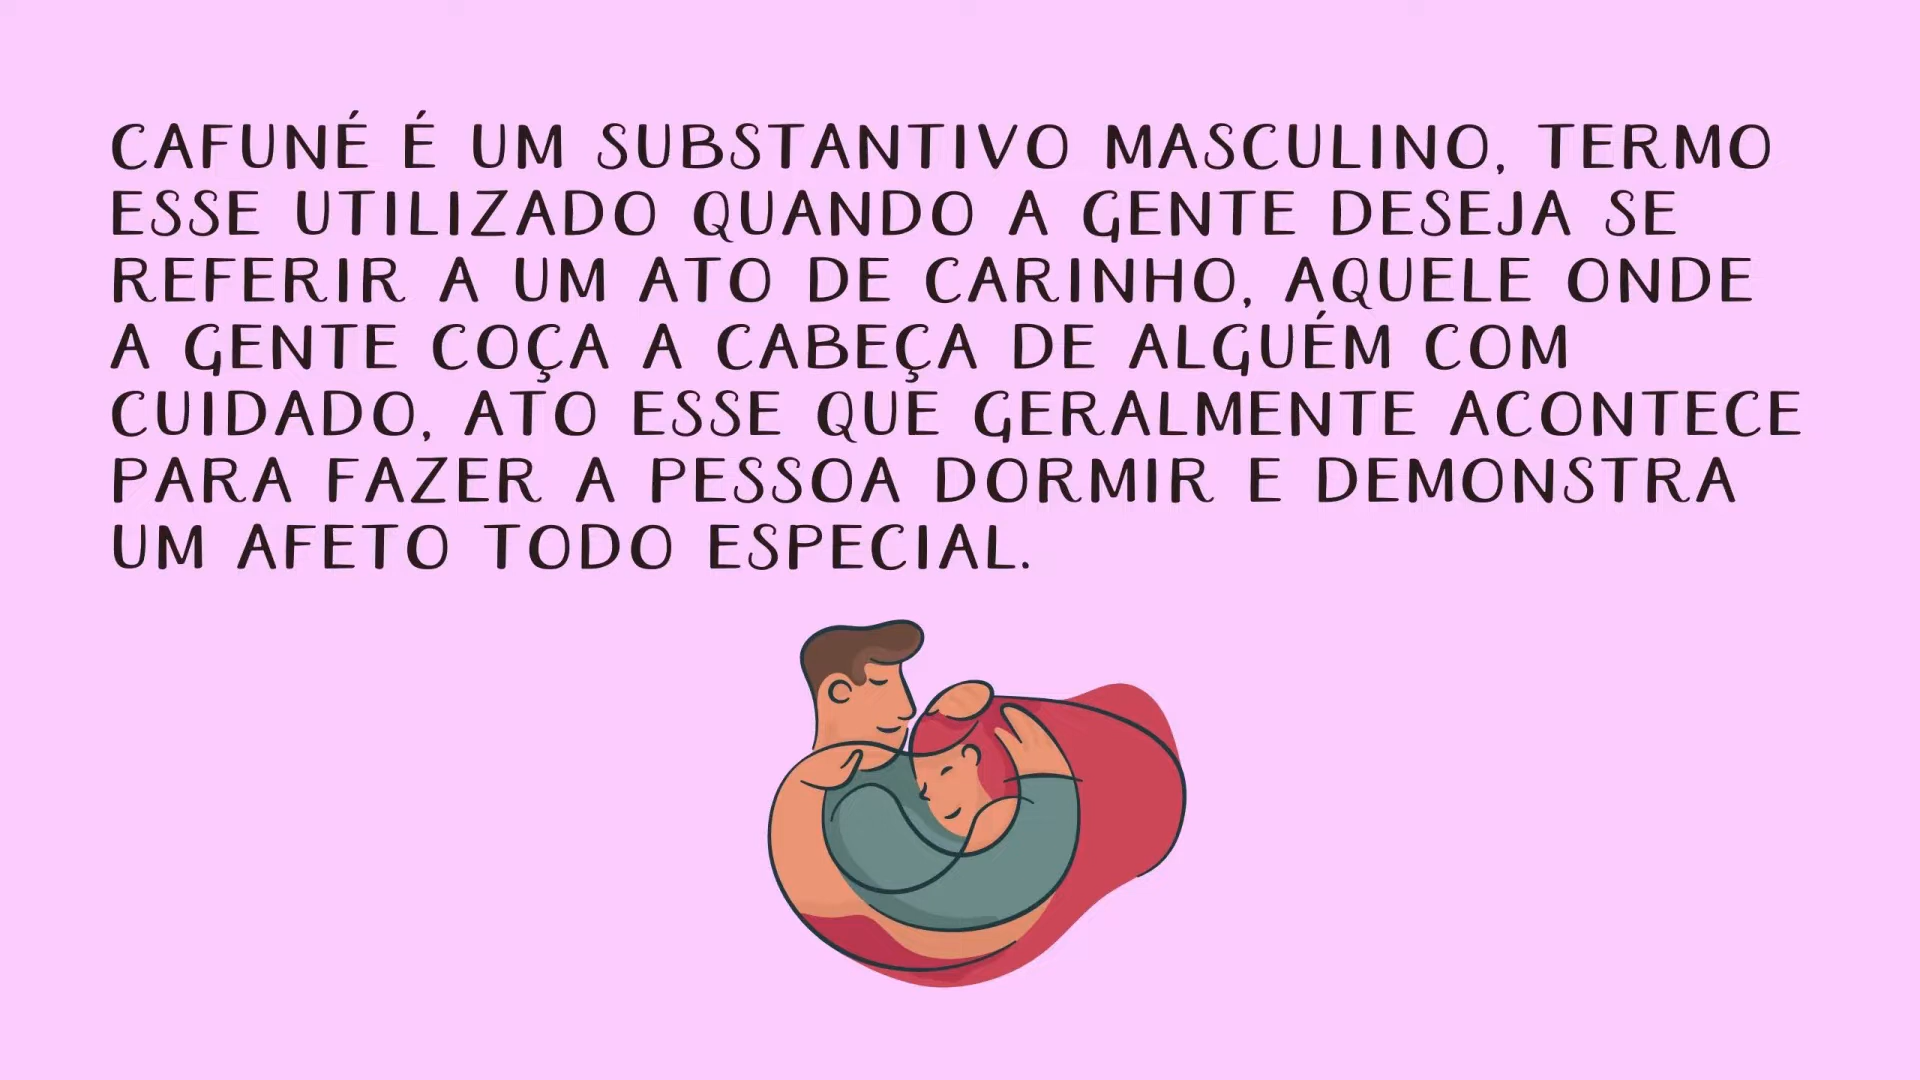 CAFUNÉ É UM SUBSTANTIVO MASCULINO, TERMO
ESSE UTILIZADO QUANDO A GENTE DESEJA SE
REFERIR A UM ATO DE CARINHO, AQUELE ONDE
A GENTE COÇA A CABEÇA DE ALGUÉM COM
CUIDADO, ATO ESSE QUE GERALMENTE ACONTECE
PARA FAZER A PESSOA DORMIR E DEMONSTRA
UM AFETO TODO ESPECIAL.